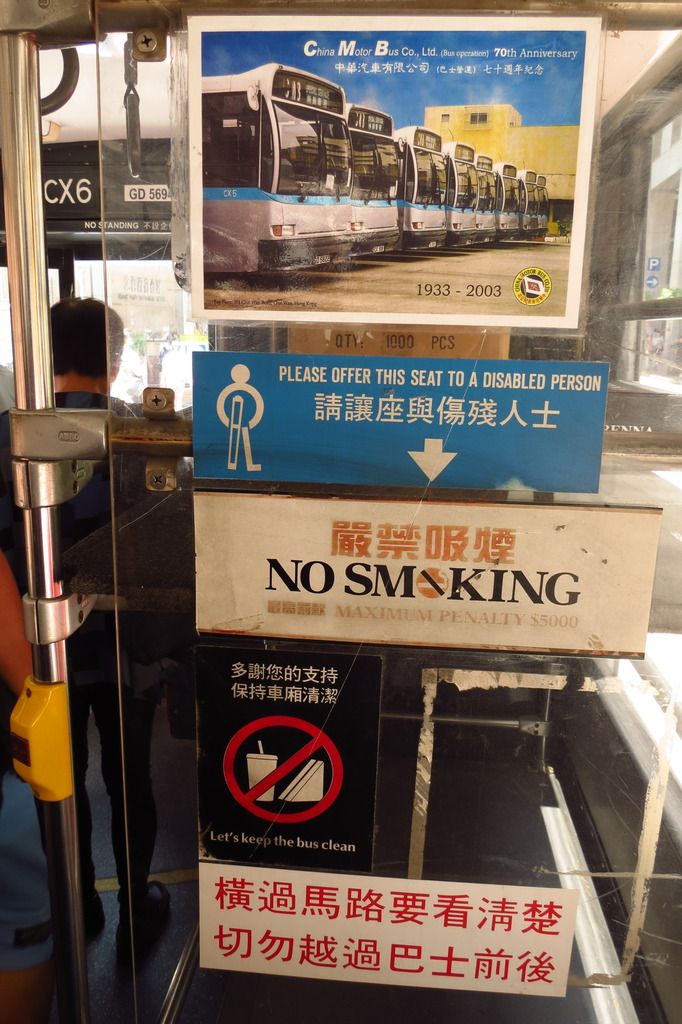 China Motor Bus Co., Ltd. (Bus operation) 70th Anniversary
中華汽車有限公司 (巴士營運) 七十週年紀念
CX6
GD 569
NO STANDING 不設企
CX6
1933 - 2003
QTY: 1000 PCS
PLEASE OFFER THIS SEAT TO A DISABLED PERSON
請讓座與傷殘人士
P
ENNA
嚴禁吸煙
NO SMOKING
最高罰款 MAXIMUM PENALTY $5000
多謝您的支持
保持車廂清潔
Let's keep the bus clean
橫過馬路要看清楚
切勿越過巴士前後